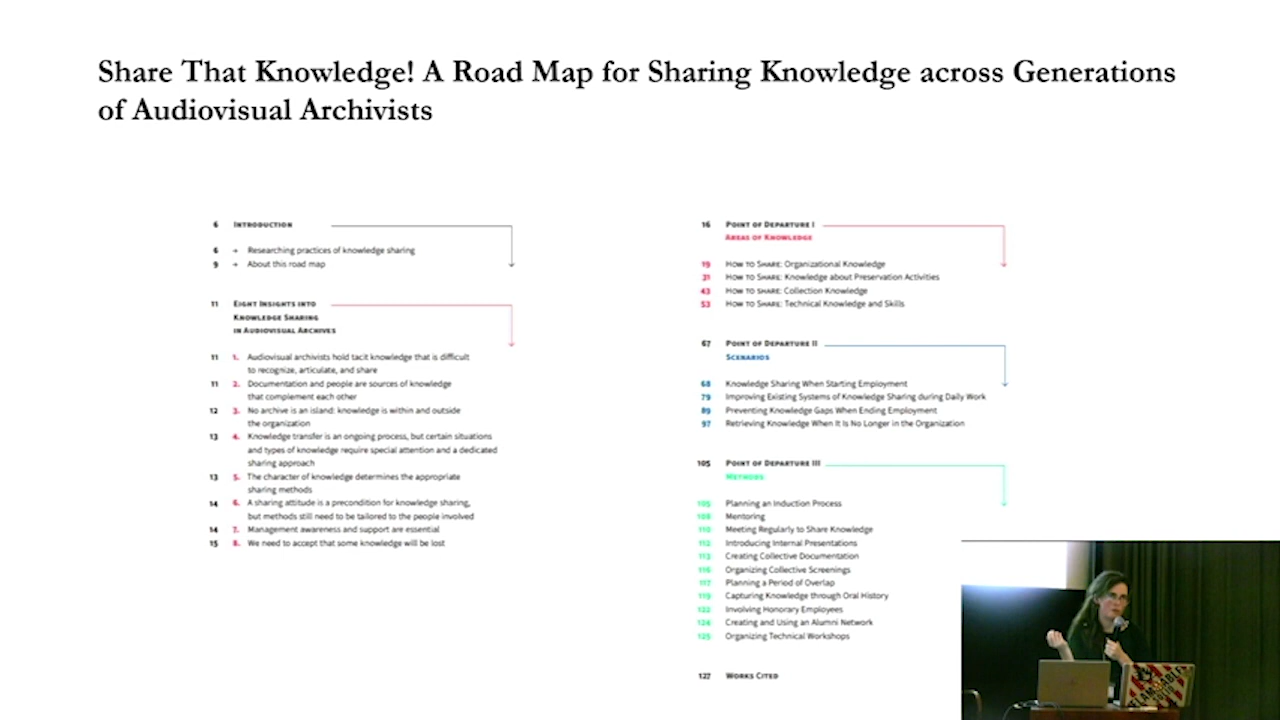 Share That Knowledge! A Road Map for Sharing Knowledge across Generations
of Audiovisual Archivists
6 Introduction
6 → Researching practices of knowledge sharing
9 → About this road map
11 Eight Insights into
Knowledge Sharing
in Audiovisual Archives
11 1. Audiovisual archivists hold tacit knowledge that is difficult
to recognize, articulate, and share
11 2. Documentation and people are sources of knowledge
that complement each other
12 3. No archive is an island: knowledge is within and outside
the organization
13 4. Knowledge transfer is an ongoing process, but certain situations
and types of knowledge require special attention and a dedicated
sharing approach
13 5. The character of knowledge determines the appropriate
sharing methods
14 6. A sharing attitude is a precondition for knowledge sharing,
but methods still need to be tailored to the people involved
14 7. Management awareness and support are essential
15 8. We need to accept that some knowledge will be lost
16 Point of Departure I
Areas of Knowledge
19 How to Share: Organizational Knowledge
31 How to Share: Knowledge about Preservation Activities
43 How to Share: Collection Knowledge
53 How to Share: Technical Knowledge and Skills
67 Point of Departure II
Scenarios
68 Knowledge Sharing When Starting Employment
79 Improving Existing Systems of Knowledge Sharing during Daily Work
89 Preventing Knowledge Gaps When Ending Employment
97 Retrieving Knowledge When It Is No Longer in the Organization
105 Point of Departure III
Methods
105 Planning an Induction Process
108 Mentoring
110 Meeting Regularly to Share Knowledge
112 Introducing Internal Presentations
113 Creating Collective Documentation
116 Organizing Collective Screenings
117 Planning a Period of Overlap
119 Capturing Knowledge through Oral History
122 Involving Honorary Employees
124 Creating and Using an Alumni Network
125 Organizing Technical Workshops
127 Works Cited
FLAMMABLE
SOLID